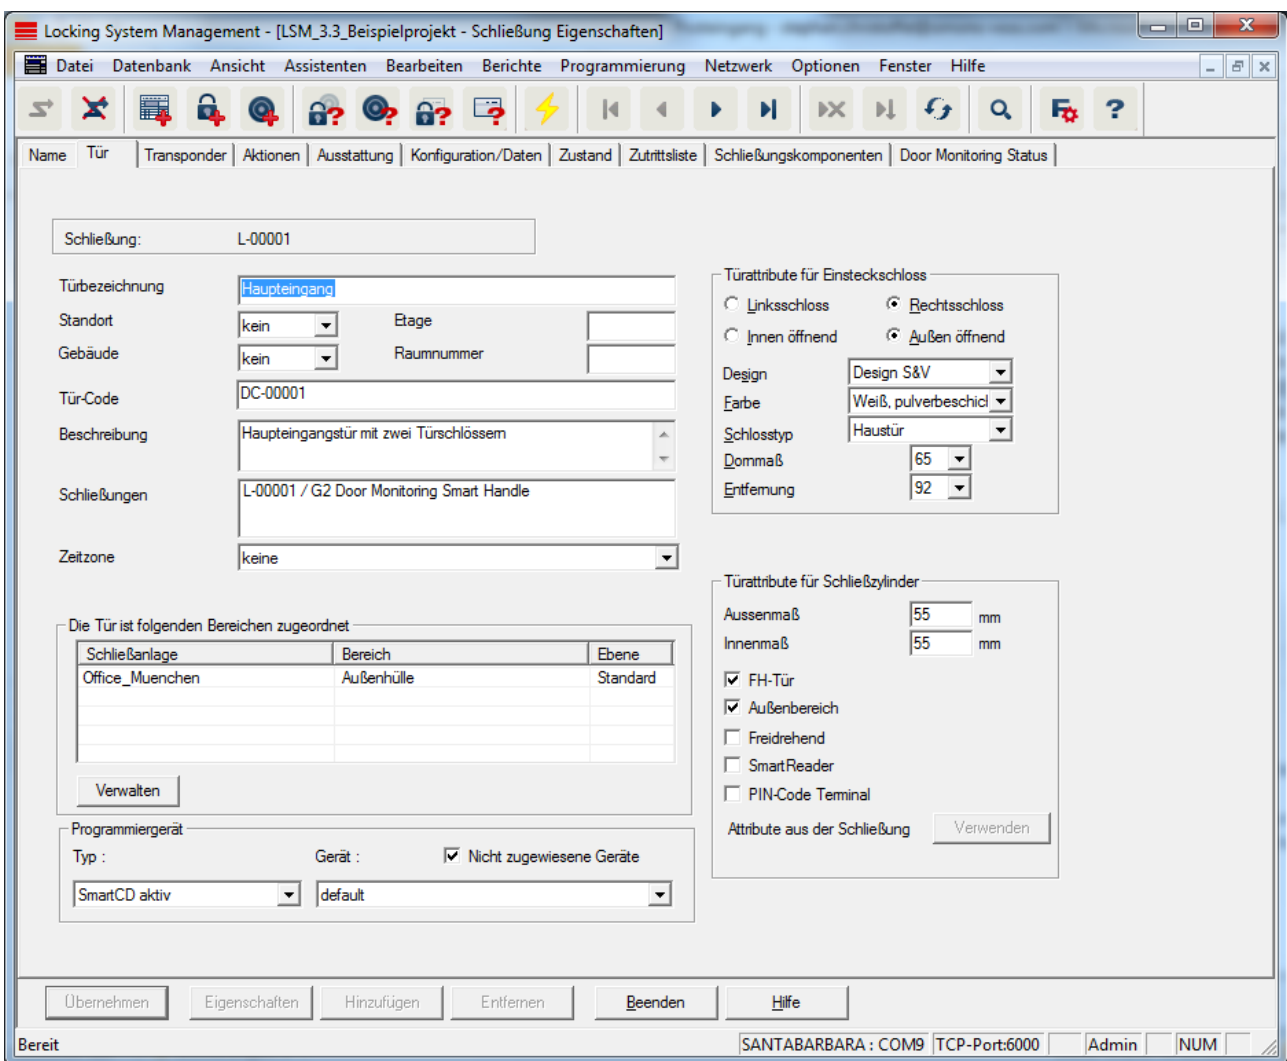 Locking System Management - [LSM_3.3_Beispielprojekt - Schließung Eigenschaften]
Datei Datenbank Ansicht Assistenten Bearbeiten Berichte Programmierung Netzwerk Optionen Fenster Hilfe
Name Tür Transponder Aktionen Ausstattung Konfiguration/Daten Zustand Zutrittsliste Schließungskomponenten Door Monitoring Status
Schließung: L-00001
Türbezeichnung Haupteingang
Standort kein Etage
Gebäude kein Raumnummer
Tür-Code DC-00001
Beschreibung Haupteingangstür mit zwei Türschlössern
Schließungen L-00001 / G2 Door Monitoring Smart Handle
Zeitzone keine
Die Tür ist folgenden Bereichen zugeordnet
Schließanlage Bereich Ebene
Office_Muenchen Außenhülle Standard
Verwalten
Programmiergerät
Typ : Gerät : Nicht zugewiesene Geräte
SmartCD aktiv default
Türattribute für Einsteckschloss
Linksschloss Rechtsschloss
Innen öffnend Außen öffnend
Design Design S&V
Farbe Weiß, pulverbeschicl
Schlosstyp Haustür
Dornmaß 65
Entfernung 92
Türattribute für Schließzylinder
Aussenmaß 55 mm
Innenmaß 55 mm
FH-Tür
Außenbereich
Freidrehend
SmartReader
PIN-Code Terminal
Attribute aus der Schließung Verwenden
Übernehmen Eigenschaften Hinzufügen Entfernen Beenden Hilfe
Bereit SANTABARBARA : COM9 TCP-Port:6000 Admin NUM